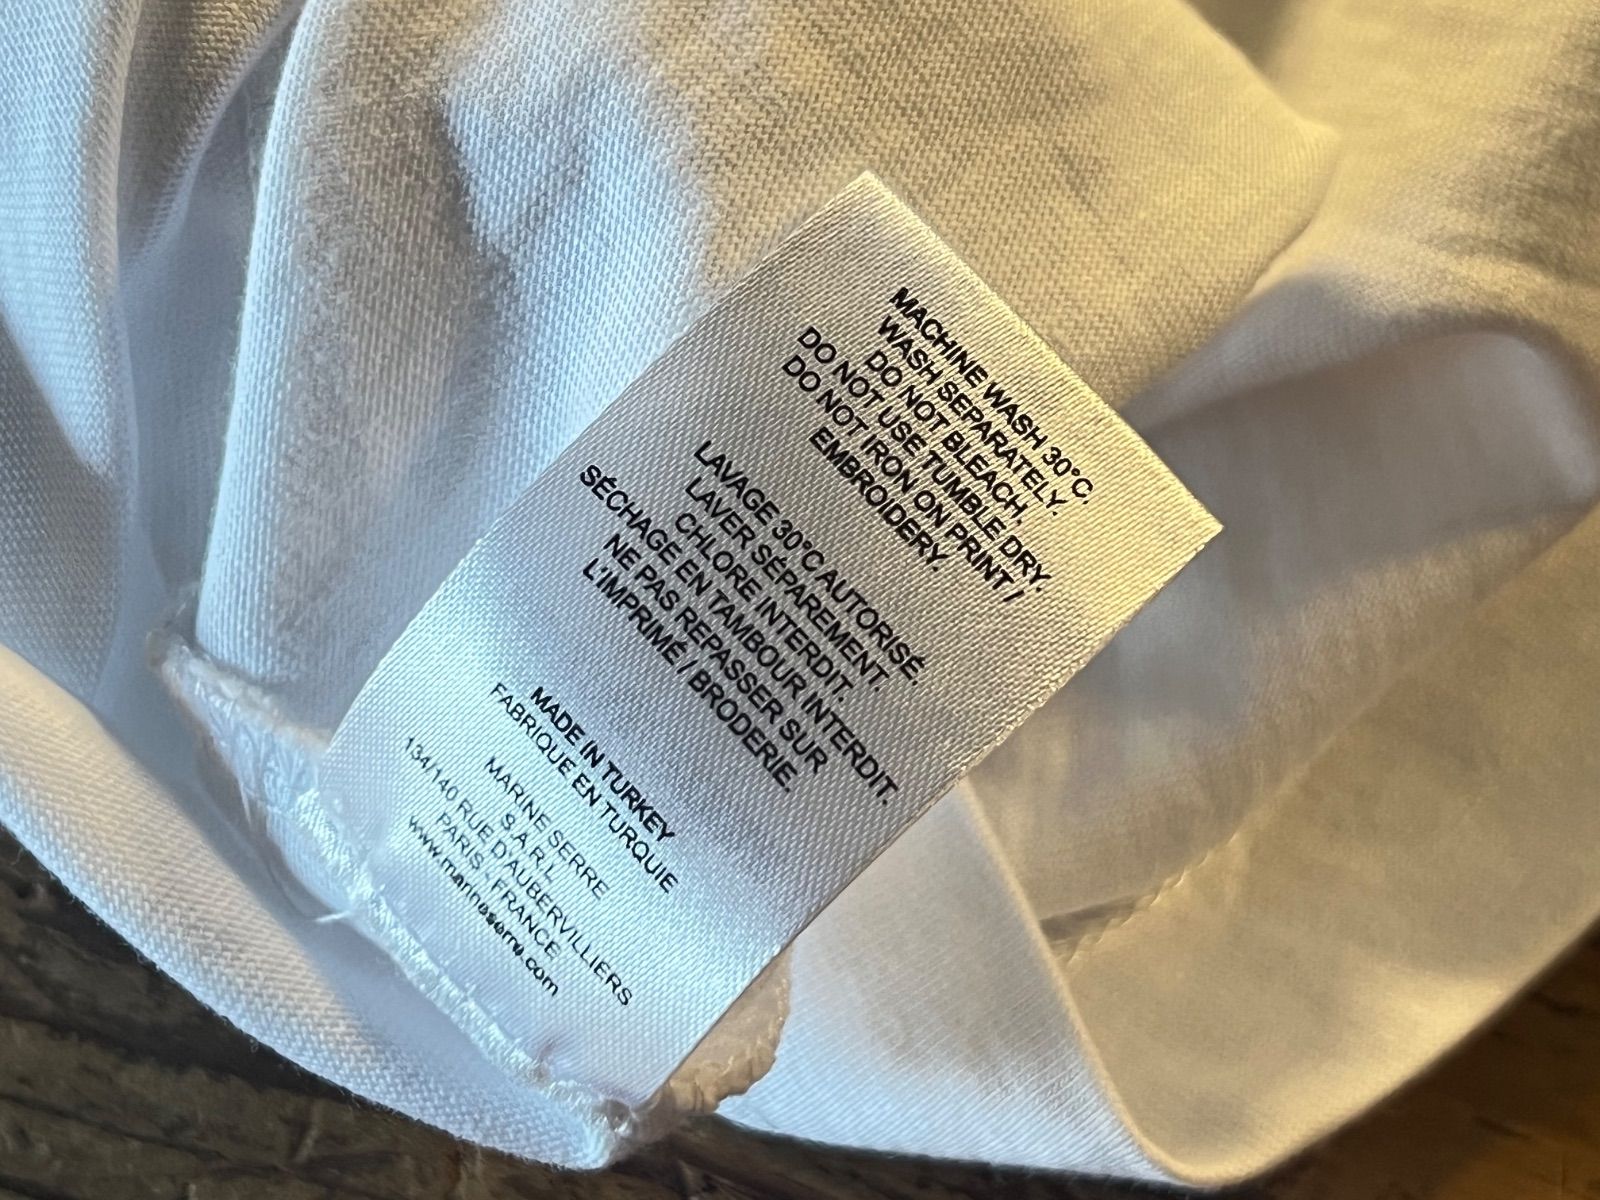 MACHINE WASH 30°C.
WASH SEPARATELY.
DO NOT BLEACH.
DO NOT USE TUMBLE DRY.
DO NOT IRON ON PRINT /
EMBROIDERY.
LAVAGE 30°C AUTORISÉ.
LAVER SÉPAREMENT.
CHLORE INTERDIT.
SÉCHAGE EN TAMBOUR INTERDIT.
NE PAS REPASSER SUR
L'IMPRIMÉ / BRODERIE.
MADE IN TURKEY
FABRIQUE EN TURQUIE
MARINE SERRE
S.A.R.L
134/140 RUE D'AUBERVILLIERS
PARIS - FRANCE
www.marineserre.com